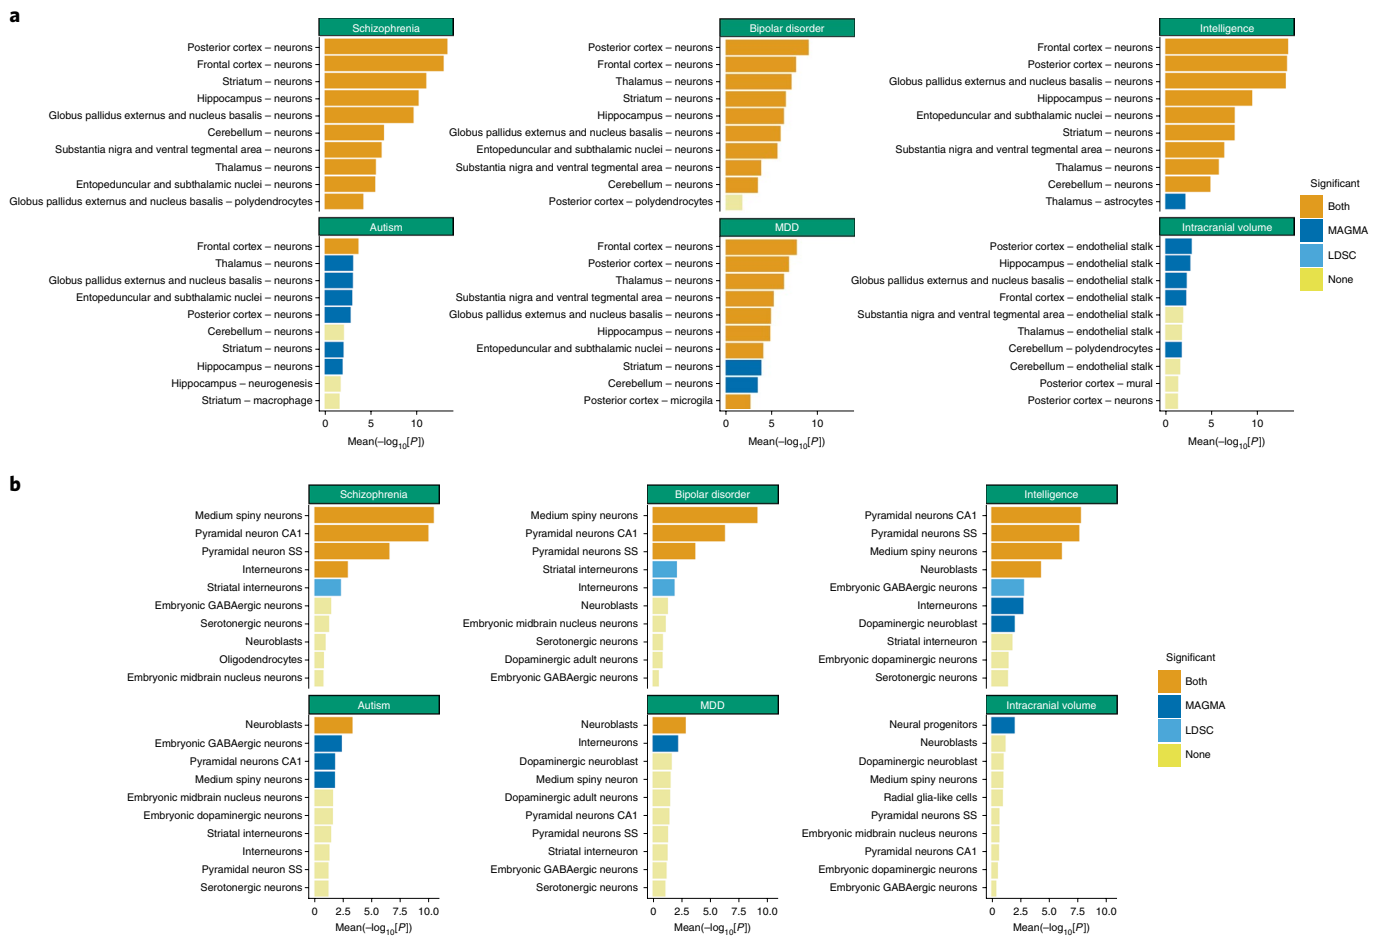 a
Schizophrenia
Posterior cortex – neurons
Frontal cortex – neurons
Striatum – neurons
Hippocampus – neurons
Globus pallidus externus and nucleus basalis – neurons
Cerebellum – neurons
Substantia nigra and ventral tegmental area – neurons
Thalamus – neurons
Entopeduncular and subthalamic nuclei – neurons
Globus pallidus externus and nucleus basalis – polydendrocytes
Bipolar disorder
Posterior cortex – neurons
Frontal cortex – neurons
Thalamus – neurons
Striatum – neurons
Hippocampus – neurons
Globus pallidus externus and nucleus basalis – neurons
Entopeduncular and subthalamic nuclei – neurons
Substantia nigra and ventral tegmental area – neurons
Cerebellum – neurons
Posterior cortex – polydendrocytes
Intelligence
Frontal cortex – neurons
Posterior cortex – neurons
Globus pallidus externus and nucleus basalis – neurons
Hippocampus – neurons
Entopeduncular and subthalamic nuclei – neurons
Striatum – neurons
Substantia nigra and ventral tegmental area – neurons
Thalamus – neurons
Cerebellum – neurons
Thalamus – astrocytes
Autism
Frontal cortex – neurons
Thalamus – neurons
Globus pallidus externus and nucleus basalis – neurons
Entopeduncular and subthalamic nuclei – neurons
Posterior cortex – neurons
Cerebellum – neurons
Striatum – neurons
Hippocampus – neurons
Hippocampus – neurogenesis
Striatum – macrophage
0 5 10
Mean(–log10[P])
MDD
Frontal cortex – neurons
Posterior cortex – neurons
Thalamus – neurons
Substantia nigra and ventral tegmental area – neurons
Globus pallidus externus and nucleus basalis – neurons
Hippocampus – neurons
Entopeduncular and subthalamic nuclei – neurons
Striatum – neurons
Cerebellum – neurons
Posterior cortex – microgila
0 5 10
Mean(–log10[P])
Intracranial volume
Posterior cortex – endothelial stalk
Hippocampus – endothelial stalk
Globus pallidus externus and nucleus basalis – endothelial stalk
Frontal cortex – endothelial stalk
Substantia nigra and ventral tegmental area – endothelial stalk
Thalamus – endothelial stalk
Cerebellum – polydendrocytes
Cerebellum – endothelial stalk
Posterior cortex – mural
Posterior cortex – neurons
0 5 10
Mean(–log10[P])
Significant
Both
MAGMA
LDSC
None
b
Schizophrenia
Medium spiny neurons
Pyramidal neuron CA1
Pyramidal neuron SS
Interneurons
Striatal interneurons
Embryonic GABAergic neurons
Serotonergic neurons
Neuroblasts
Oligodendrocytes
Embryonic midbrain nucleus neurons
Bipolar disorder
Medium spiny neurons
Pyramidal neurons CA1
Pyramidal neurons SS
Striatal interneurons
Interneurons
Neuroblasts
Embryonic midbrain nucleus neurons
Serotonergic neurons
Dopaminergic adult neurons
Embryonic GABAergic neurons
Intelligence
Pyramidal neurons CA1
Pyramidal neurons SS
Medium spiny neurons
Neuroblasts
Embryonic GABAergic neurons
Interneurons
Dopaminergic neuroblast
Striatal interneuron
Embryonic dopaminergic neurons
Serotonergic neurons
Autism
Neuroblasts
Embryonic GABAergic neurons
Pyramidal neurons CA1
Medium spiny neurons
Embryonic midbrain nucleus neurons
Embryonic dopaminergic neurons
Striatal interneurons
Interneurons
Pyramidal neuron SS
Serotonergic neurons
0 2.5 5.0 7.5 10.0
Mean(–log10[P])
MDD
Neuroblasts
Interneurons
Dopaminergic neuroblast
Medium spiny neuron
Dopaminergic adult neurons
Pyramidal neurons CA1
Pyramidal neurons SS
Striatal interneuron
Embryonic GABAergic neurons
Serotonergic neurons
0 2.5 5.0 7.5 10.0
Mean(–log10[P])
Intracranial volume
Neural progenitors
Neuroblasts
Dopaminergic neuroblast
Medium spiny neurons
Radial glia-like cells
Pyramidal neurons SS
Embryonic midbrain nucleus neurons
Pyramidal neurons CA1
Embryonic dopaminergic neurons
Embryonic GABAergic neurons
0 2.5 5.0 7.5 10.0
Mean(–log10[P])
Significant
Both
MAGMA
LDSC
None